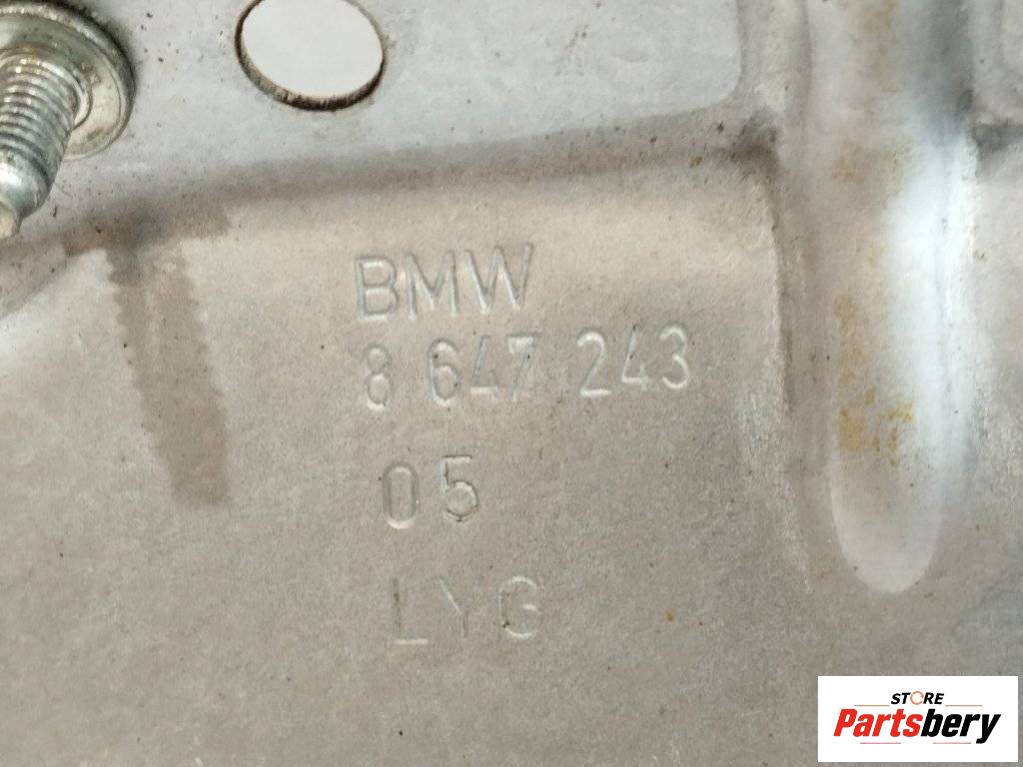 BMW
8 647 243
05
LYG
STORE
Partsbery